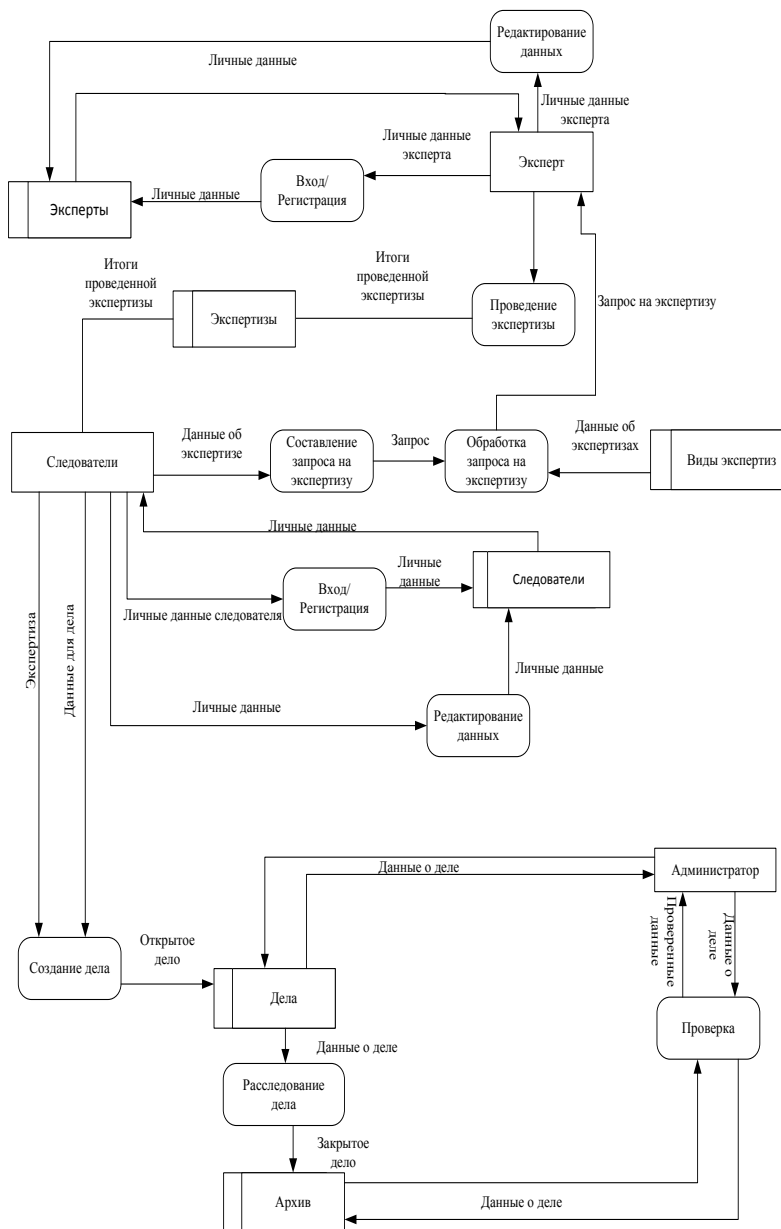 Редактирование
данных
Личные данные
Личные данные
эксперта
Личные данные
эксперта
Эксперт
Вход/
Регистрация
Личные данные
Эксперты
Итоги
проведенной
экспертизы
Итоги
проведенной
экспертизы
Проведение
экспертизы
Запрос на экспертизу
Экспертизы
Следователи
Данные об
экспертизе
Составление
запроса на
экспертизу
Запрос
Обработка
запроса на
экспертизу
Данные об
экспертизах
Виды экспертиз
Личные данные
Вход/
Регистрация
Личные
данные
Следователи
Личные данные следователя
Экспертиза
Данные для дела
Личные данные
Личные данные
Редактирование
данных
Данные о деле
Администратор
Проверенные
данные
Данные о
деле
Создание дела
Открытое
дело
Дела
Проверка
Данные о деле
Расследование
дела
Закрытое
дело
Архив
Данные о деле